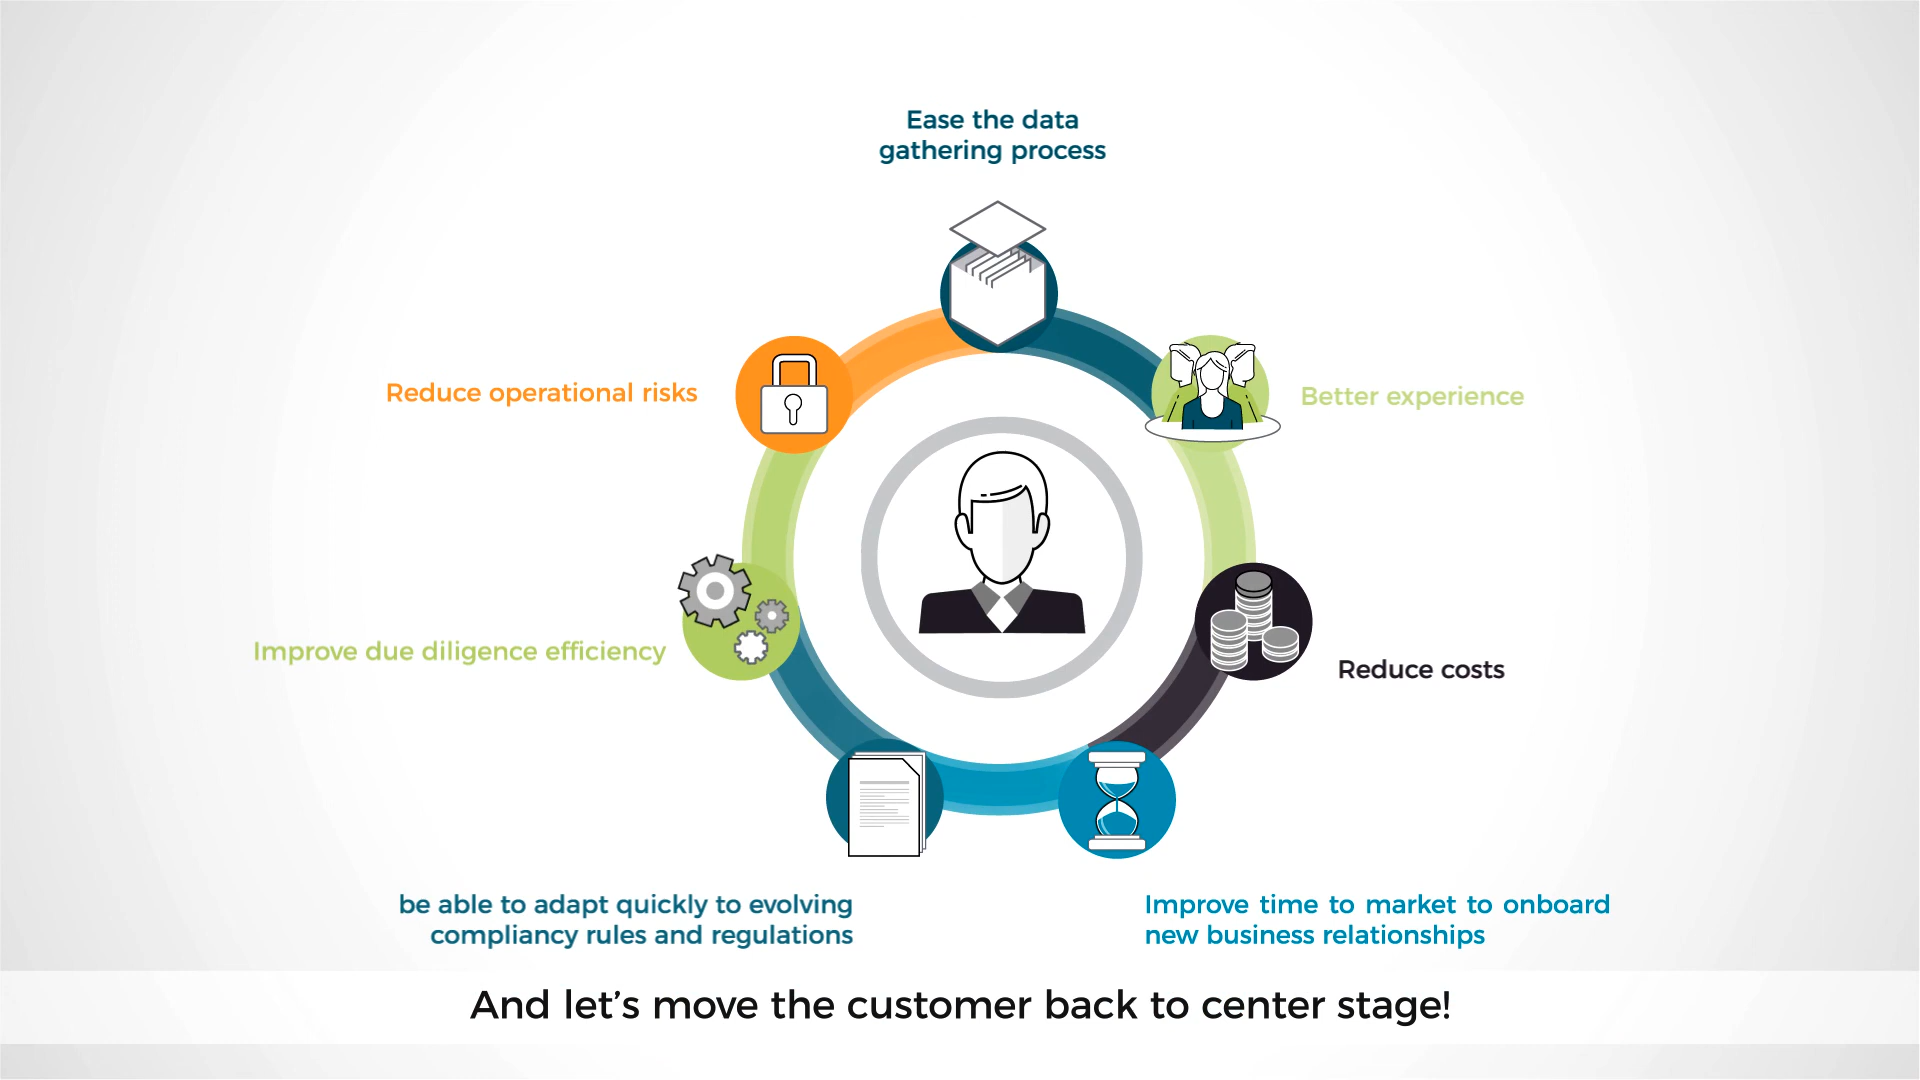 Ease the data
gathering process
Reduce operational risks
Better experience
Improve due diligence efficiency
Reduce costs
be able to adapt quickly to evolving
compliancy rules and regulations
Improve time to market to onboard
new business relationships
And let's move the customer back to center stage!